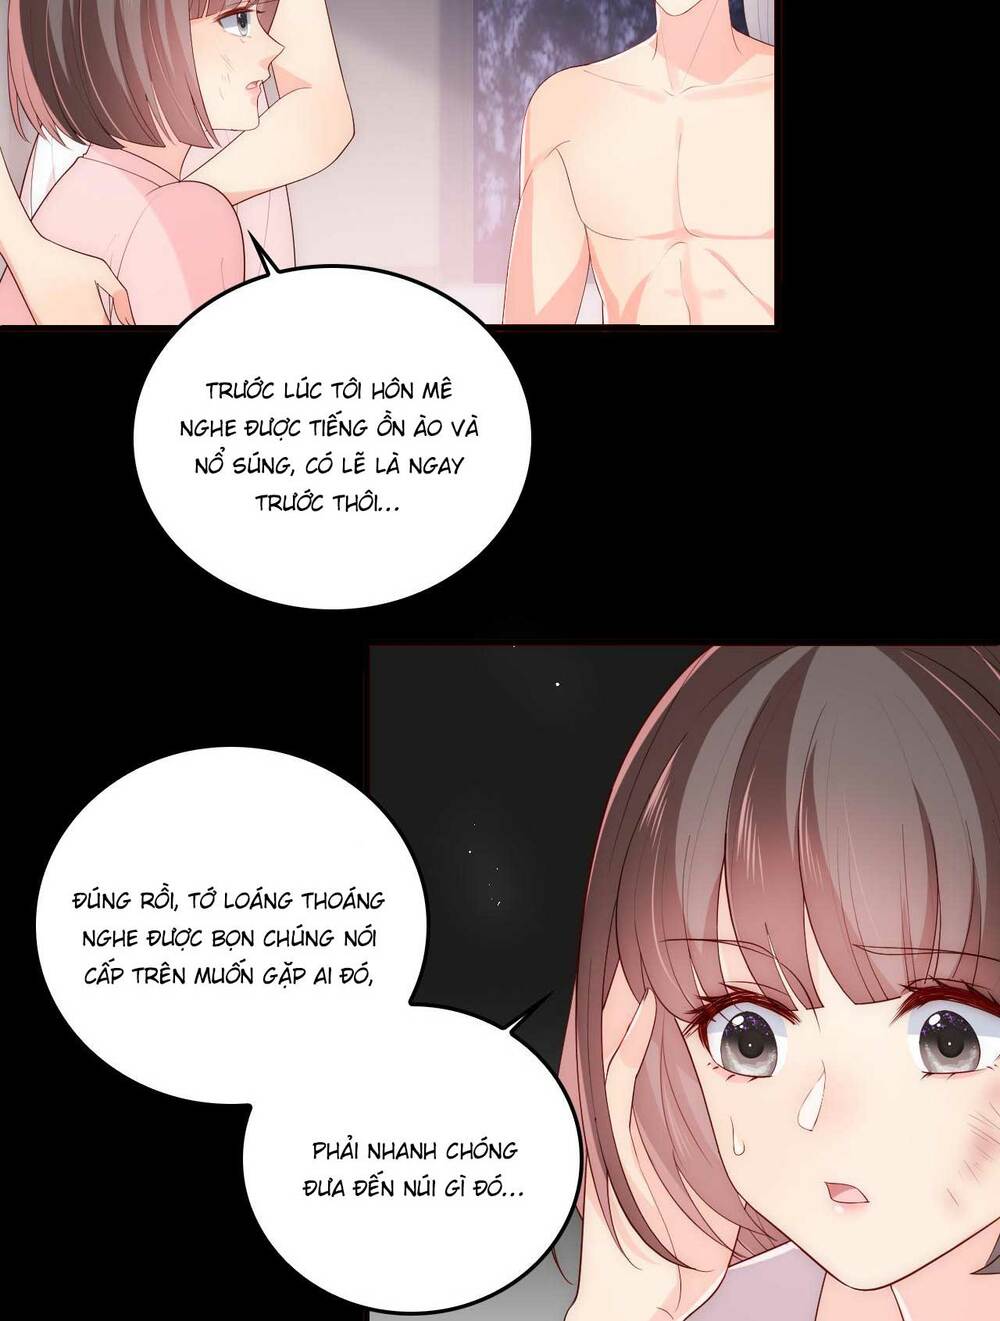 TRƯỚC LÚC TÔI HÔN MÊ
NGHE ĐƯỢC TIẾNG ỒN ÀO VÀ
NỔ SÚNG, CÓ LẼ LÀ NGAY
TRƯỚC THÔI...
ĐÚNG RỒI, TỚ LOÁNG THOÁNG
NGHE ĐƯỢC BỌN CHÚNG NÓI
CẤP TRÊN MUỐN GẶP AI ĐÓ,
PHẢI NHANH CHÓNG
ĐƯA ĐẾN NÚI GÌ ĐÓ...